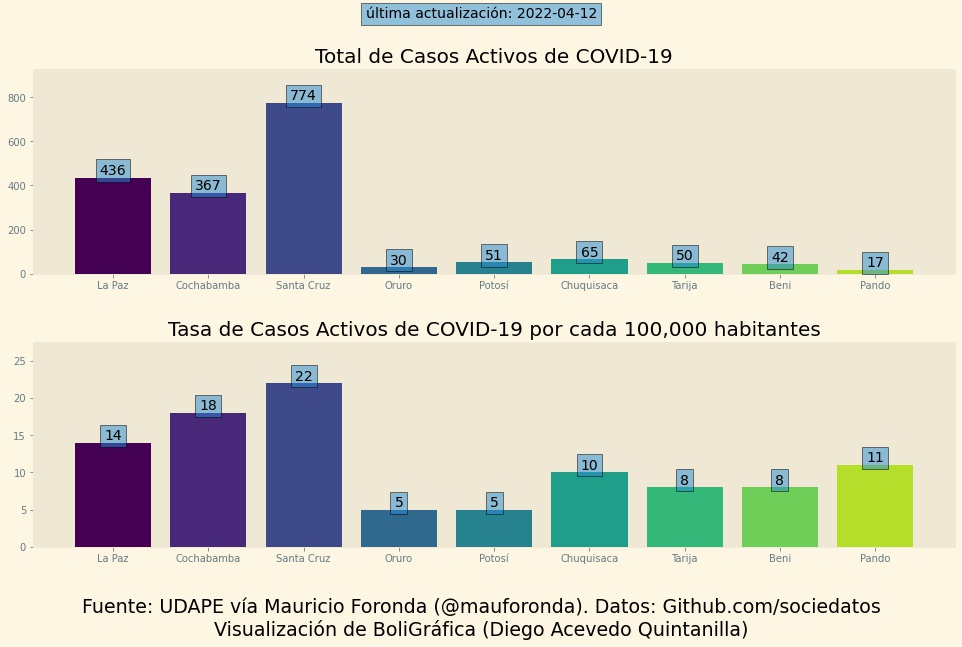 última actualización: 2022-04-12
Total de Casos Activos de COVID-19
800
600
400
200
0
436
367
774
30
51
65
50
42
17
La Paz
Cochabamba
Santa Cruz
Oruro
Potosí
Chuquisaca
Tarija
Beni
Pando
Tasa de Casos Activos de COVID-19 por cada 100,000 habitantes
25
20
15
10
5
0
14
18
22
5
5
10
8
8
11
La Paz
Cochabamba
Santa Cruz
Oruro
Potosí
Chuquisaca
Tarija
Beni
Pando
Fuente: UDAPE vía Mauricio Foronda (@mauforonda). Datos: Github.com/sociedatos
Visualización de BoliGráfica (Diego Acevedo Quintanilla)